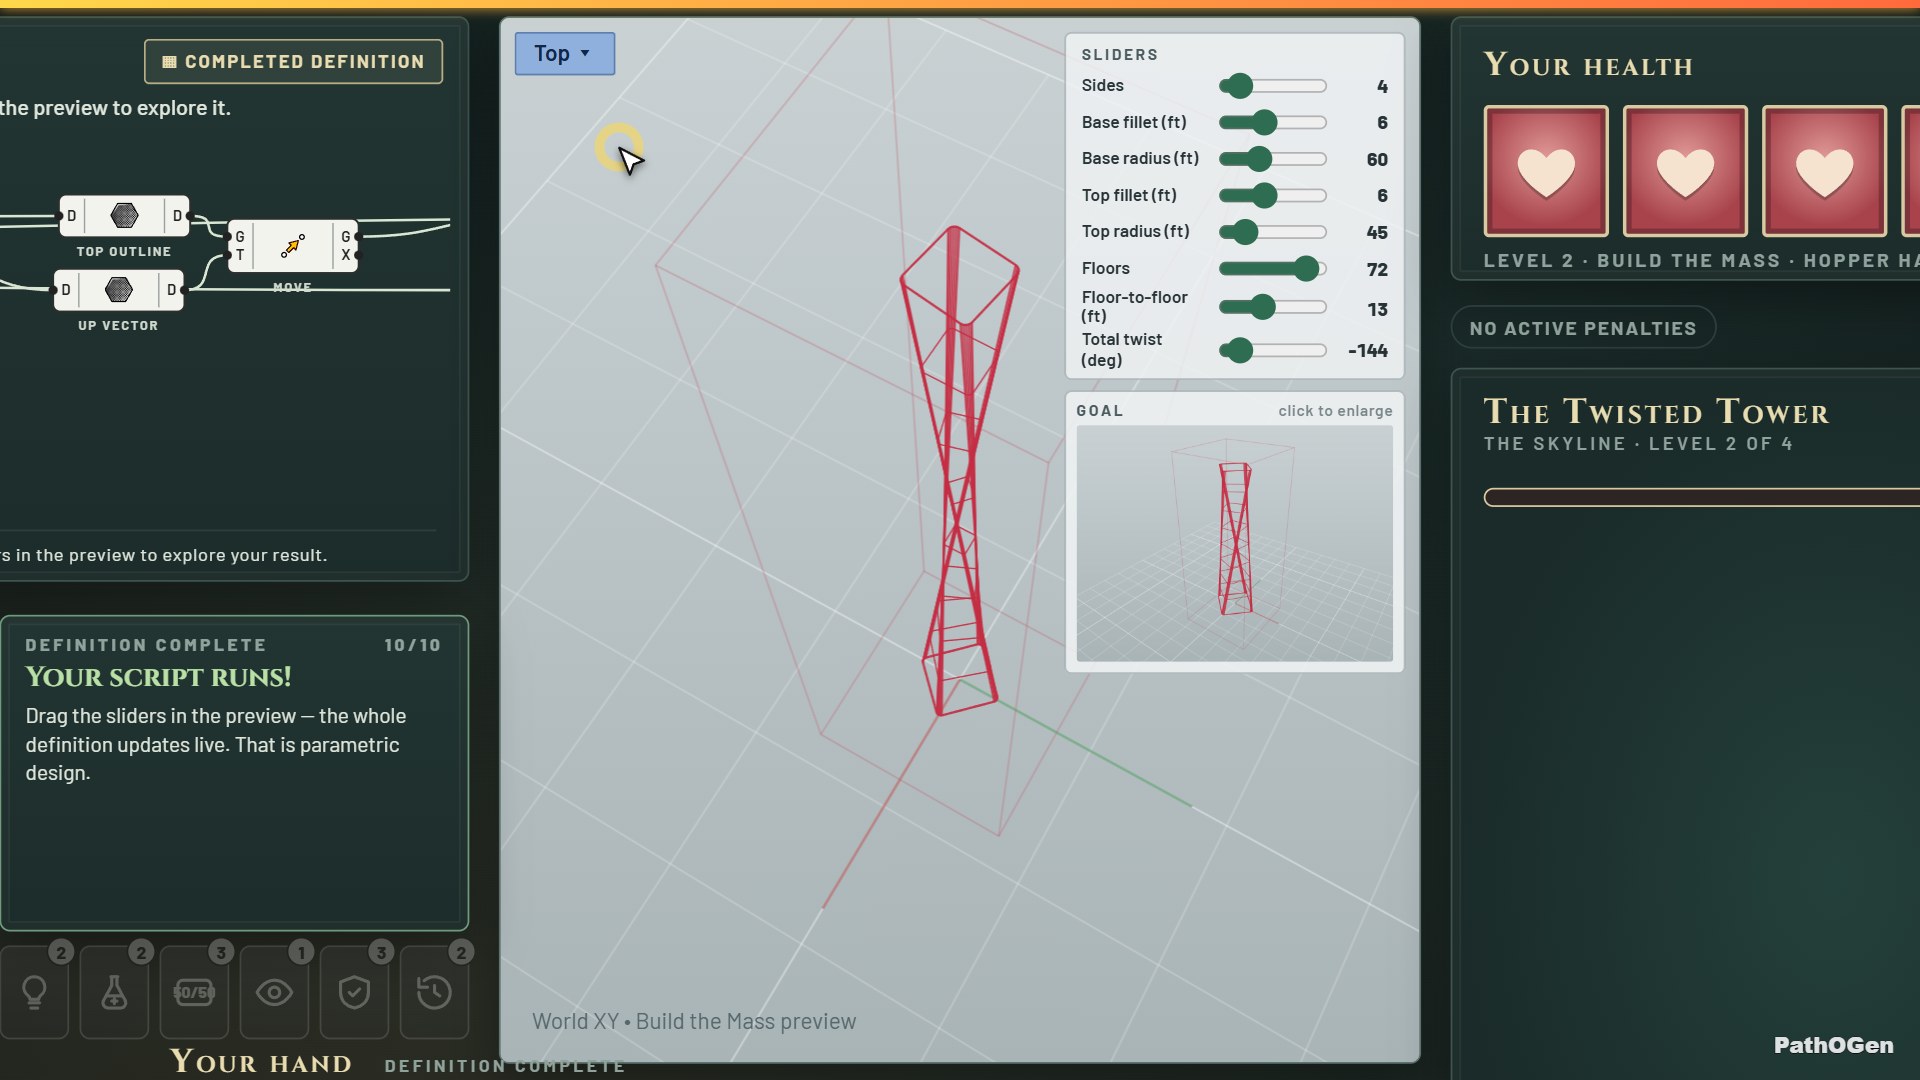 COMPLETED DEFINITION
the preview to explore it.
D D
TOP OUTLINE
G G
T X
MOVE
D D
UP VECTOR
rs in the preview to explore your result.
DEFINITION COMPLETE 10/10
YOUR SCRIPT RUNS!
Drag the sliders in the preview – the whole
definition updates live. That is parametric
design.
2 2 3 1 3 2
50/50
YOUR HAND DEFINITION COMPLETE
Top
SLIDERS
Sides 4
Base fillet (ft) 6
Base radius (ft) 60
Top fillet (ft) 6
Top radius (ft) 45
Floors 72
Floor-to-floor
(ft) 13
Total twist
(deg) -144
GOAL click to enlarge
World XY • Build the Mass preview
YOUR HEALTH
LEVEL 2 · BUILD THE MASS · HOPPER HA
NO ACTIVE PENALTIES
THE TWISTED TOWER
THE SKYLINE · LEVEL 2 OF 4
PathOGen